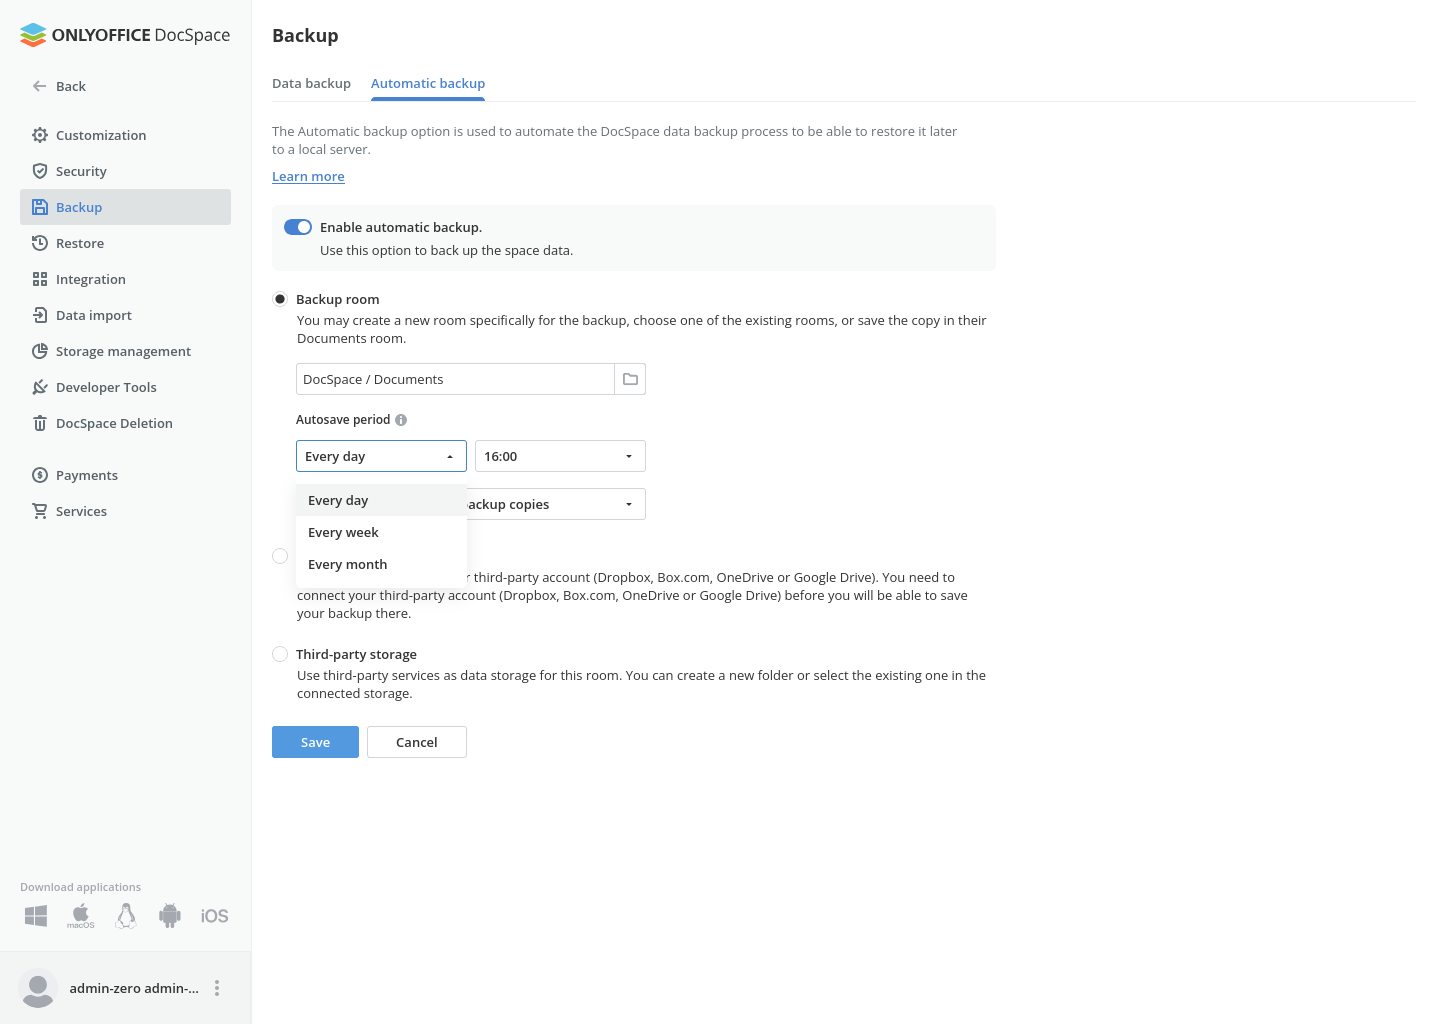 ONLYOFFICE DocSpace
Back
Customization
Security
Backup
Restore
Integration
Data import
Storage management
Developer Tools
DocSpace Deletion
Payments
Services
Download applications
macOS
iOS
admin-zero admin-...
Backup
Data backup
Automatic backup
The Automatic backup option is used to automate the DocSpace data backup process to be able to restore it later
to a local server.
Learn more
Enable automatic backup.
Use this option to back up the space data.
Backup room
You may create a new room specifically for the backup, choose one of the existing rooms, or save the copy in their
Documents room.
DocSpace / Documents
Autosave period
Every day
16:00
Every day
backup copies
Every week
Every month
third-party account (Dropbox, Box.com, OneDrive or Google Drive). You need to
connect your third-party account (Dropbox, Box.com, OneDrive or Google Drive) before you will be able to save
your backup there.
Third-party storage
Use third-party services as data storage for this room. You can create a new folder or select the existing one in the
connected storage.
Save
Cancel